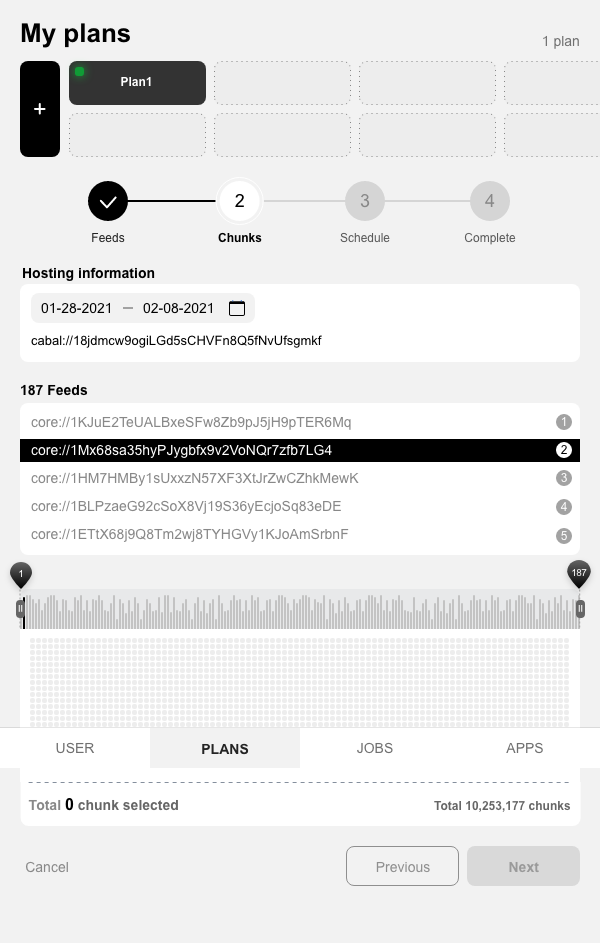 My plans
1 plan
+
Plan1
2
3
4
Feeds
Chunks
Schedule
Complete
Hosting information
01-28-2021 — 02-08-2021
cabal://18jdmcw9ogiLGd5sCHVFn8Q5fNvUfsgmkf
187 Feeds
core://1KJuE2TeUALBxeSFw8Zb9pJ5jH9pTER6Mq 1
core://1Mx68sa35hyPJygbfx9v2VoNQr7zfb7LG4 2
core://1HM7HMBy1sUxxzN57XF3XtJrZwCZhkMewK 3
core://1BLPzaeG92cSoX8Vj19S36yEcjoSq83eDE 4
core://1ETtX68j9Q8Tm2wj8TYHGVy1KJoAmSrbnF 5
1
187
USER
PLANS
JOBS
APPS
Total 0 chunk selected
Total 10,253,177 chunks
Cancel
Previous
Next